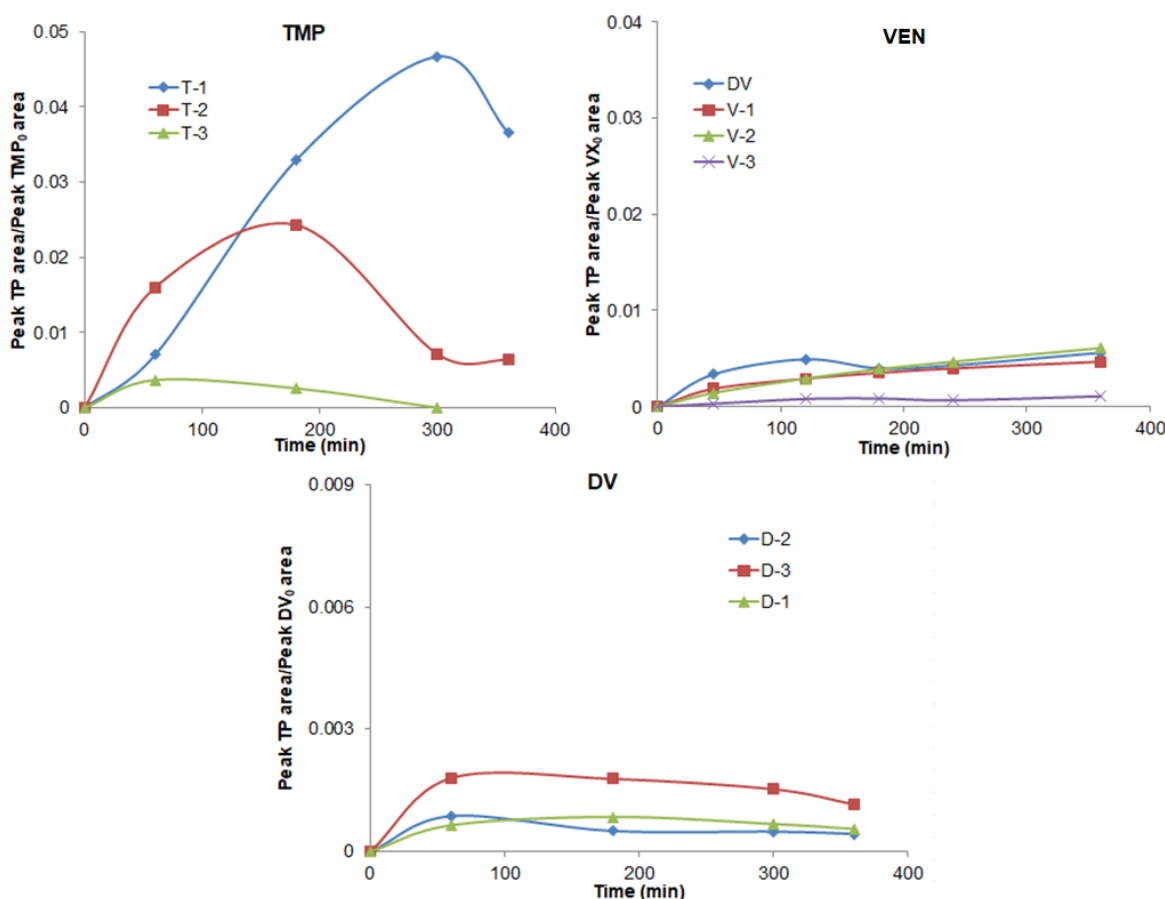 TMP
T-1
T-2
T-3
0.05
0.04
0.03
0.02
0.01
0
0 100 200 300 400
Time (min)
Peak TP area/Peak TMP₀ area
VEN
DV
V-1
V-2
V-3
0.04
0.03
0.02
0.01
0.00
0 100 200 300 400
Time (min)
Peak TP area/Peak VX₀ area
DV
D-2
D-3
D-1
0.009
0.006
0.003
0
0 100 200 300 400
Time (min)
Peak TP area/Peak DV₀ area